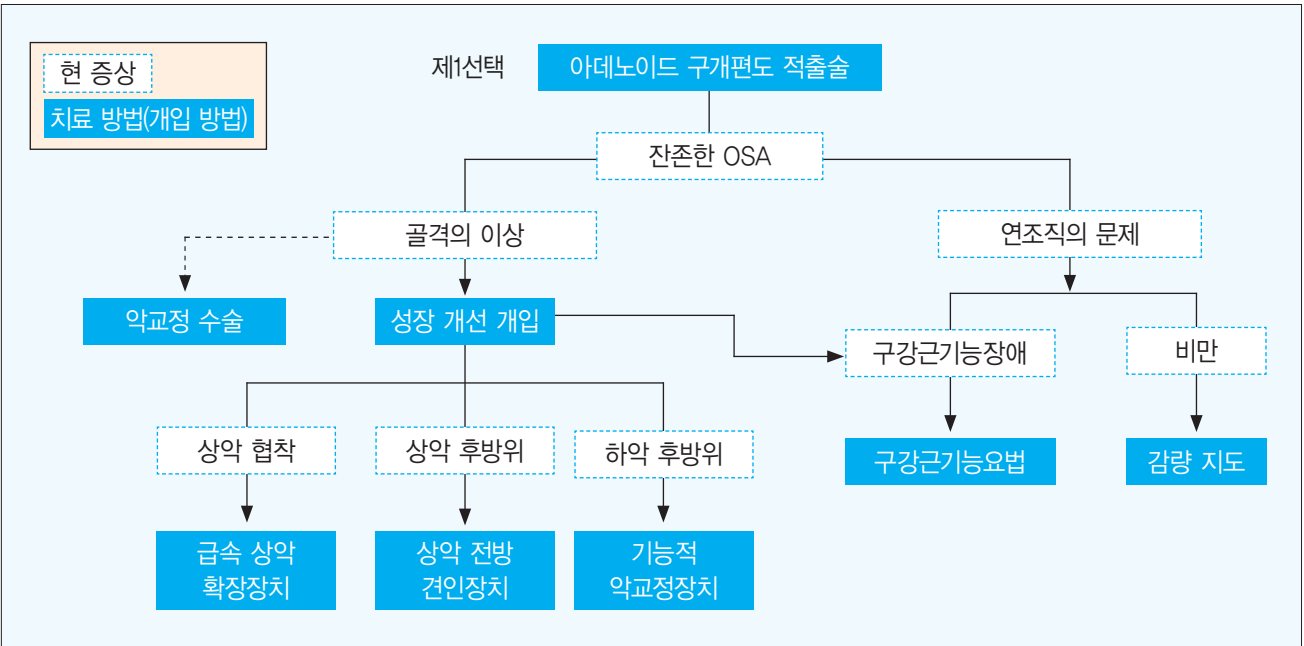 현 증상
치료 방법(개입 방법)
제1선택
아데노이드 구개편도 적출술
잔존한 OSA
골격의 이상
연조직의 문제
악교정 수술
성장 개선 개입
구강근기능장애
비만
상악 협착
상악 후방위
하악 후방위
구강근기능요법
감량 지도
급속 상악
확장장치
상악 전방
견인장치
기능적
악교정장치